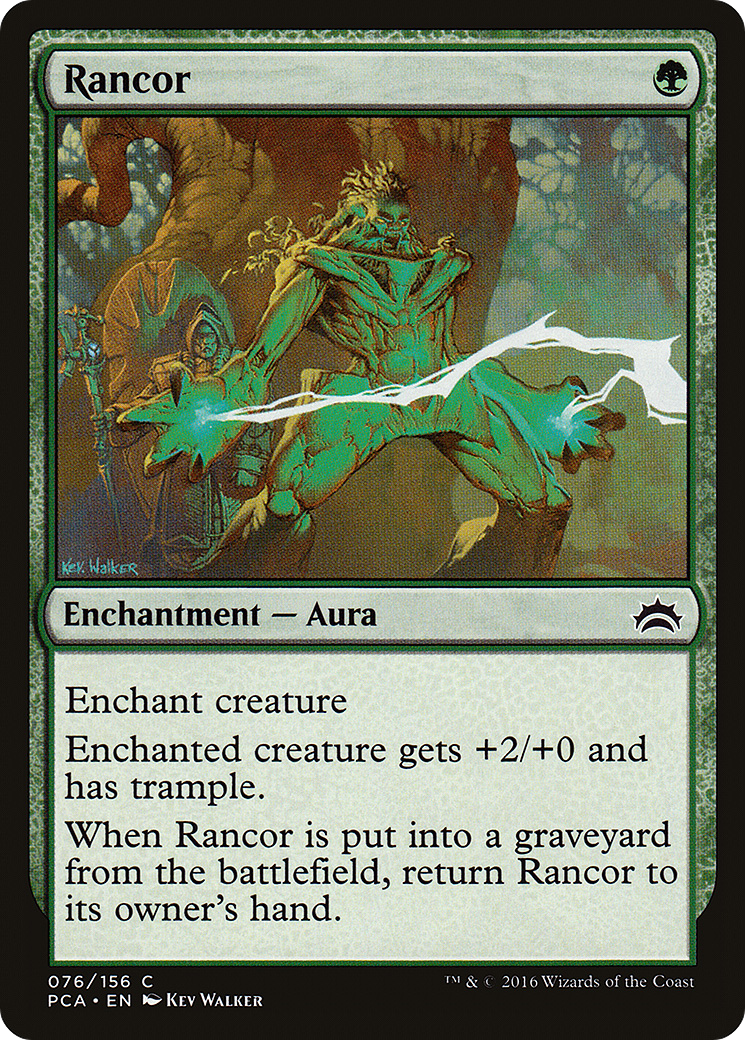 Rancor
Kev. Walker
Enchantment — Aura
Enchant creature
Enchanted creature gets +2/+0 and
has trample.
When Rancor is put into a graveyard
from the battlefield, return Rancor to
its owner's hand.
076/156 C
™ & © 2016 Wizards of the Coast
PCA • EN Kev Walker